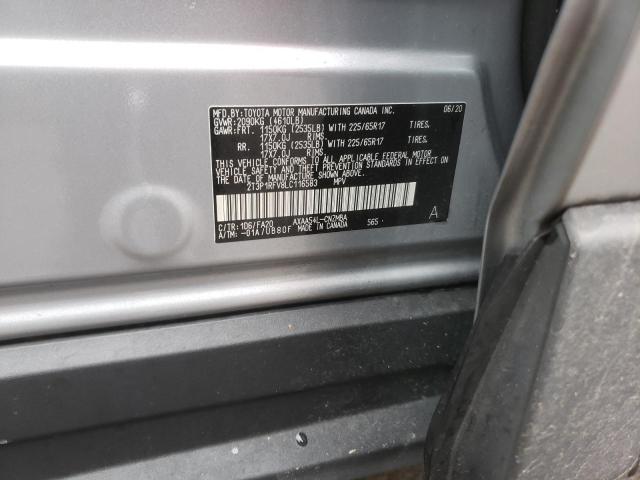 MFD.BY:TOYOTA MOTOR MANUFACTURING CANADA INC. 06/20
GVWR:2090KG (4610LB)
GAWR:FRT. 1150KG (2535LB) WITH 225/65R17 TIRES.
17X7.0J RIMS.
RR. 1150KG (2535LB) WITH 225/65R17 TIRES.
17X7.0J RIMS.
THIS VEHICLE CONFORMS TO ALL APPLICABLE FEDERAL MOTOR
VEHICLE SAFETY AND THEFT PREVENTION STANDARDS IN EFFECT
ON THE DATE OF MANUFACTURE SHOWN ABOVE.
2T3P1RFV8LC116583 MPV
AXAA54L-CNZMBA
C/TR:1D6/FA20 MADE IN CANADA 565
A/TM:-01A/UB80F
A